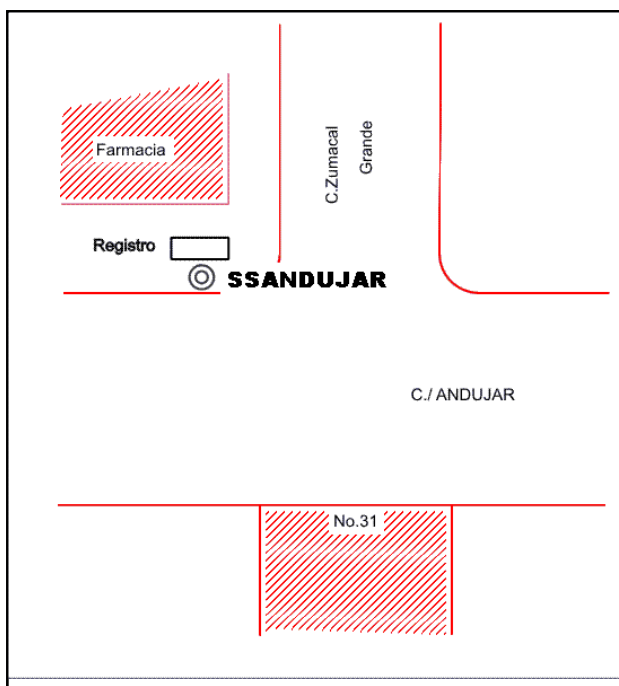 Farmacia
C.Zumacal
Grande
Registro
SSANDUJAR
C./ ANDUJAR
No.31